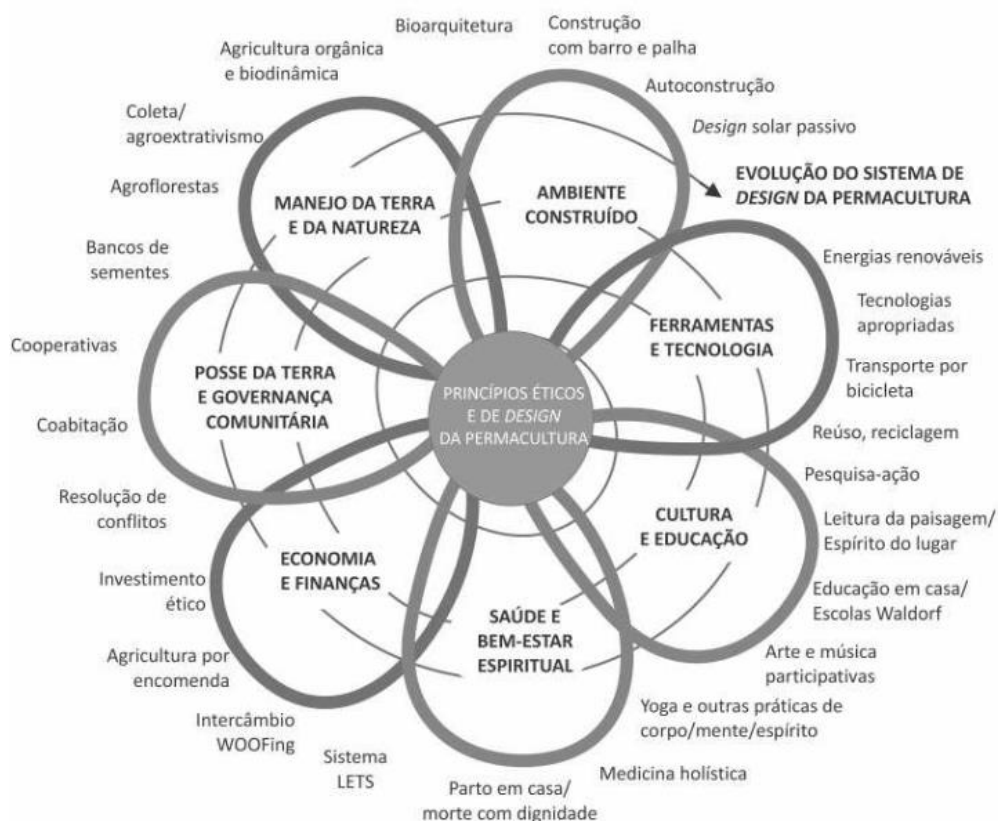 Bioarquitetura
Construção
com barro e palha
Autoconstrução
Design solar passivo
EVOLUÇÃO DO SISTEMA DE
DESIGN DA PERMACULTURA
Agricultura orgânica
e biodinâmica
Coleta/
agroextrativismo
Agroflorestas
MANEJO DA TERRA
E DA NATUREZA
AMBIENTE
CONSTRUÍDO
Energias renováveis
Tecnologias
apropriadas
Transporte por
bicicleta
Reúso, reciclagem
FERRAMENTAS
E TECNOLOGIA
Bancos de
sementes
Cooperativas
Coabitação
Resolução de
conflitos
POSSE DA TERRA
E GOVERNANÇA
COMUNITÁRIA
PRINCÍPIOS ÉTICOS
E DE DESIGN
DA PERMACULTURA
Pesquisa-ação
Leitura da paisagem/
Espírito do lugar
Educação em casa/
Escolas Waldorf
Arte e música
participativas
CULTURA
E EDUCAÇÃO
ECONOMIA
E FINANÇAS
Investimento
ético
Agricultura por
encomenda
Intercâmbio
WOOFing
Sistema
LETS
SAÚDE E
BEM-ESTAR
ESPIRITUAL
Yoga e outras práticas de
corpo/mente/espírito
Medicina holística
Parto em casa/
morte com dignidade